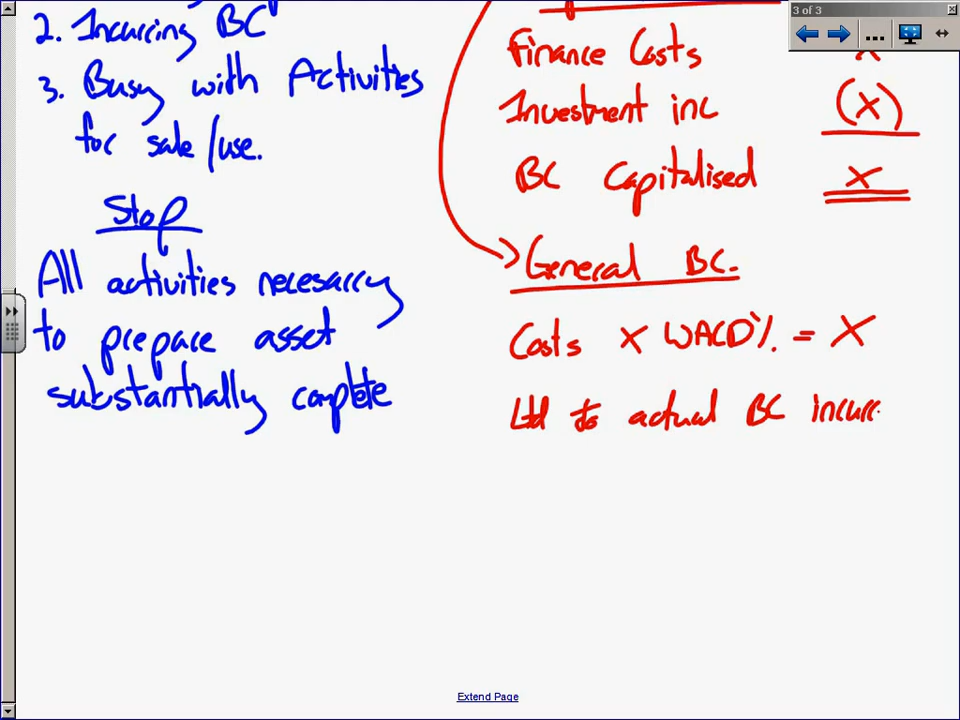 2. Incurring BC
3. Busy with Activities
for sale/use.
Stop
All activities necesarry
to prepare asset
substantially complete
Finance Costs
Investment inc (x)
BC Capitalised x
General BC.
Costs x WACD% = x
Ltd to actual BC incurr
3 of 3
...
Extend Page